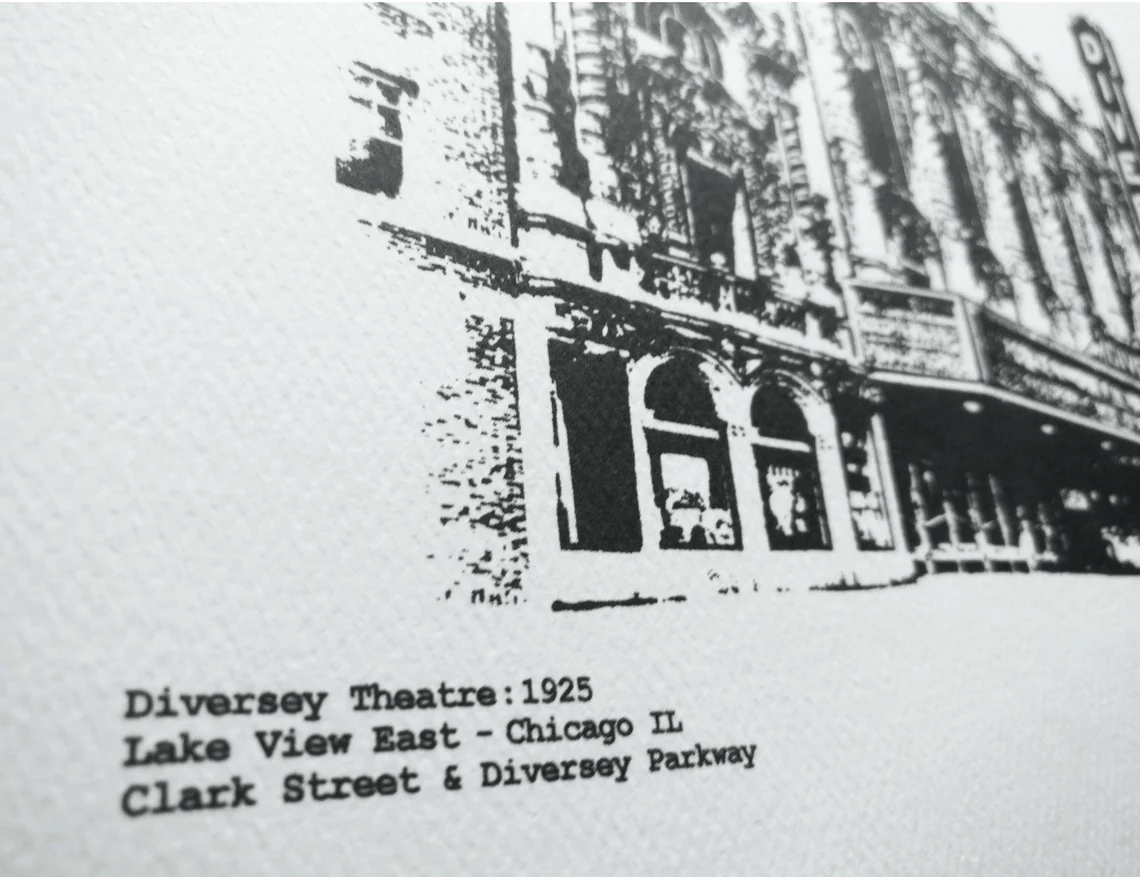 Diversey Theatre:1925
Lake View East - Chicago IL
Clark Street & Diversey Parkway